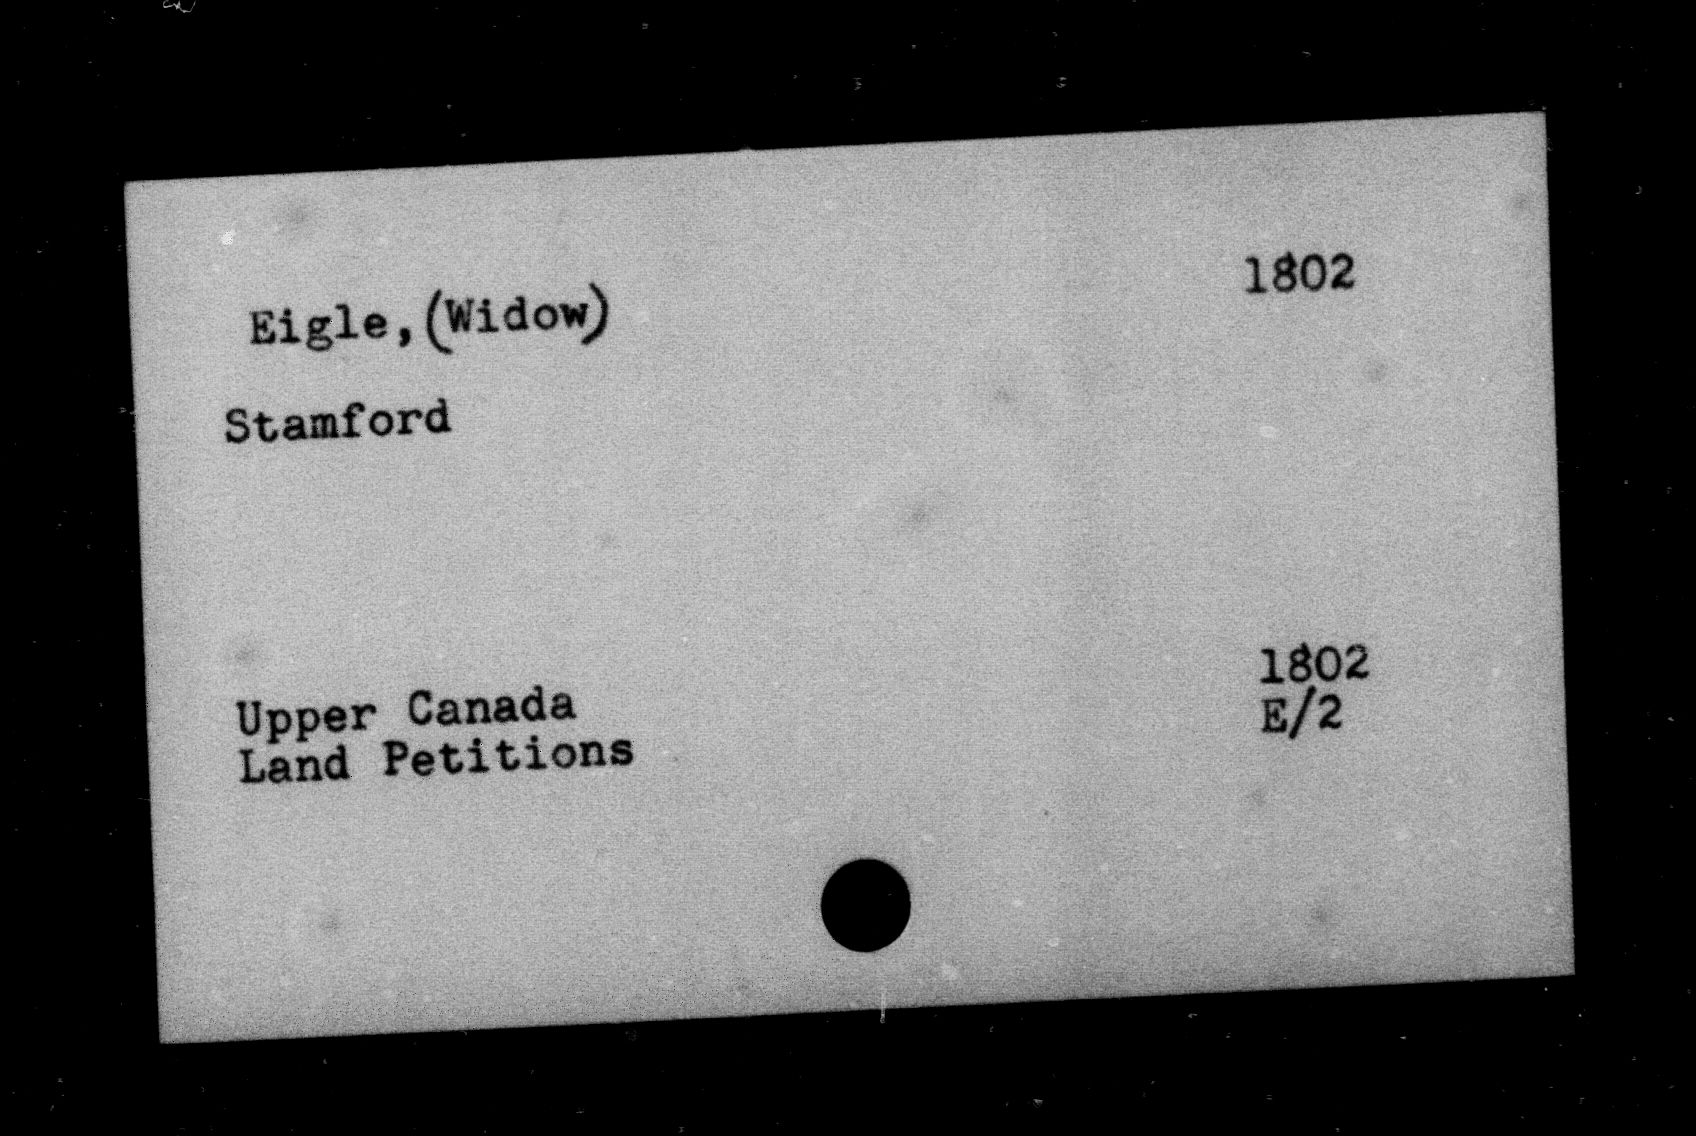 Eigle, (Widow) 1802
Stamford
Upper Canada 1802
Land Petitions E/2